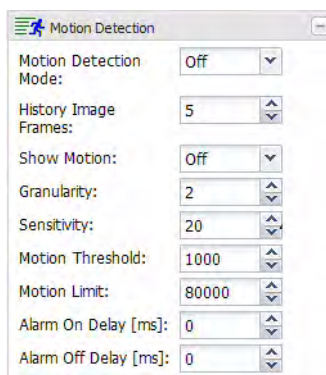 Motion Detection
Motion Detection Mode: Off
History Image Frames: 5
Show Motion: Off
Granularity: 2
Sensitivity: 20
Motion Threshold: 1000
Motion Limit: 80000
Alarm On Delay [ms]: 0
Alarm Off Delay [ms]: 0